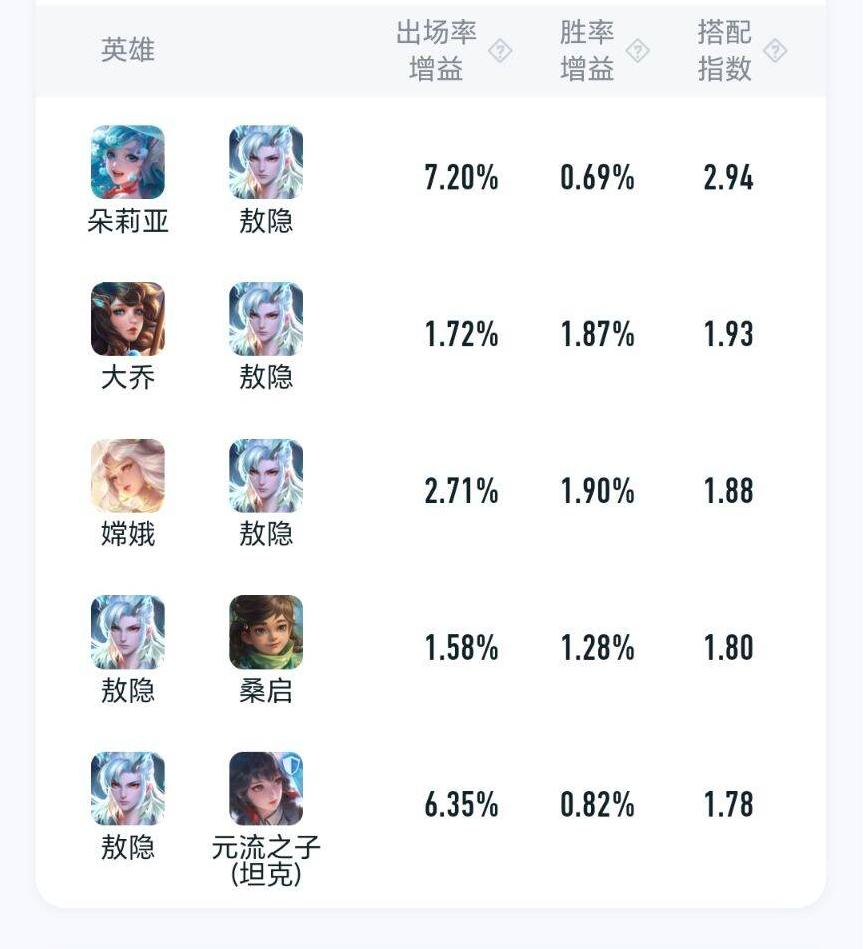 英雄
出场率
增益
?
胜率
增益
?
搭配
指数
?
朵莉亚 敖隐 7.20% 0.69% 2.94
大乔 敖隐 1.72% 1.87% 1.93
嫦娥 敖隐 2.71% 1.90% 1.88
敖隐 桑启 1.58% 1.28% 1.80
敖隐 元流之子 6.35% 0.82% 1.78
(坦克)